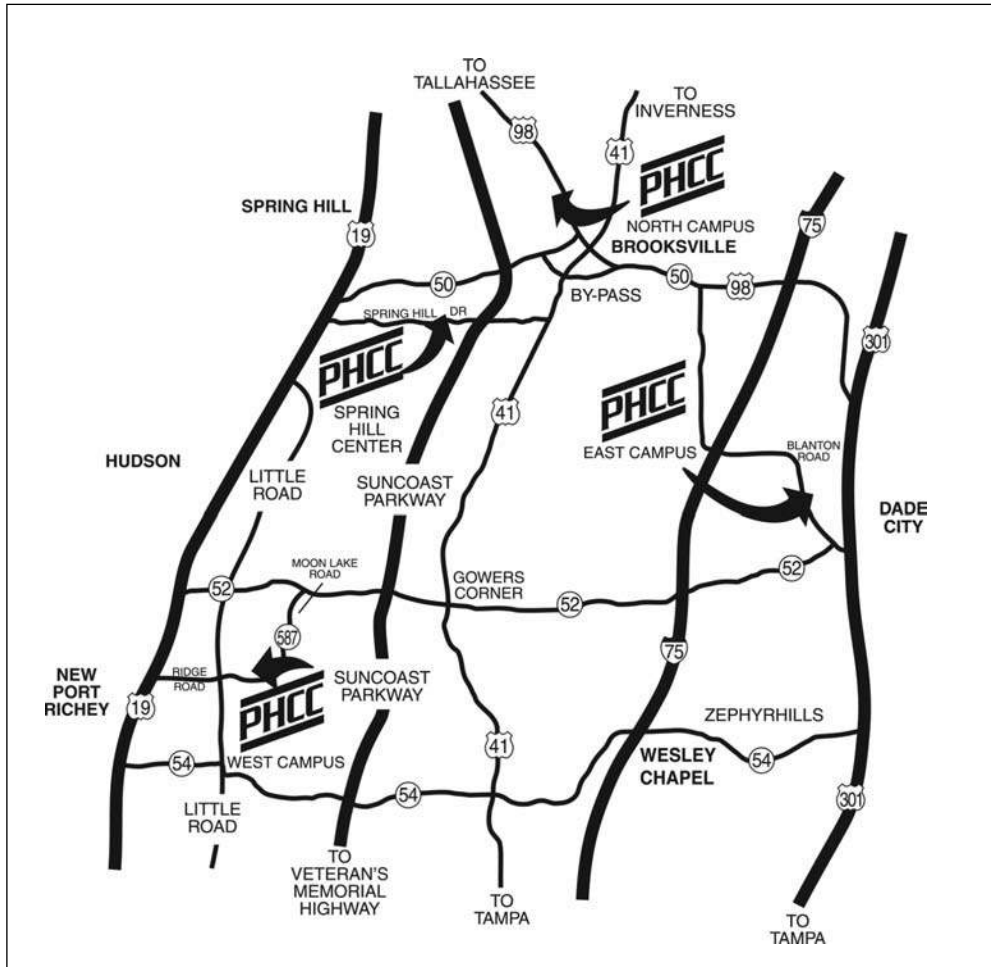 TO
TALLAHASSEE
TO
INVERNESS
98
41
PHCC
NORTH CAMPUS
BROOKSVILLE
SPRING HILL
19
75
50
BY-PASS
50
98
SPRING HILL DR
301
PHCC
SPRING
HILL
CENTER
41
PHCC
EAST CAMPUS
BLANTON
ROAD
HUDSON
LITTLE
ROAD
SUNCOAST
PARKWAY
DADE
CITY
MOON LAKE
ROAD
GOWERS
CORNER
52
52
52
587
75
RIDGE
ROAD
SUNCOAST
PARKWAY
NEW
PORT
RICHEY
19
PHCC
WEST CAMPUS
41
ZEPHYRHILLS
WESLEY
CHAPEL
54
54
54
301
LITTLE
ROAD
TO
VETERAN'S
MEMORIAL
HIGHWAY
TO
TAMPA
TO
TAMPA